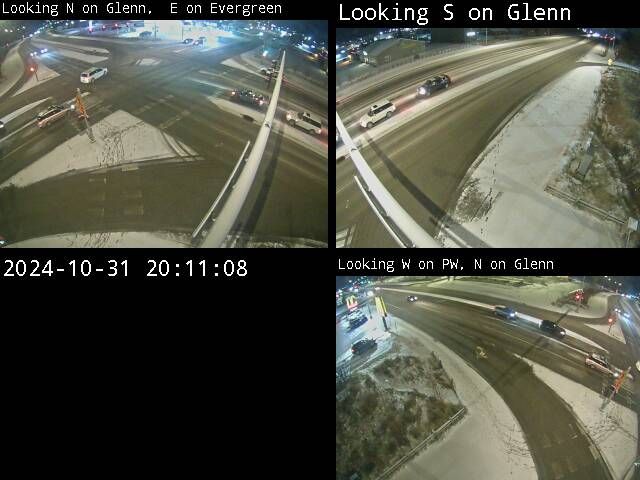 Looking N on Glenn,  E on Evergreen
Looking S on Glenn
2024-10-31 20:11:08
Looking W on PW, N on Glenn